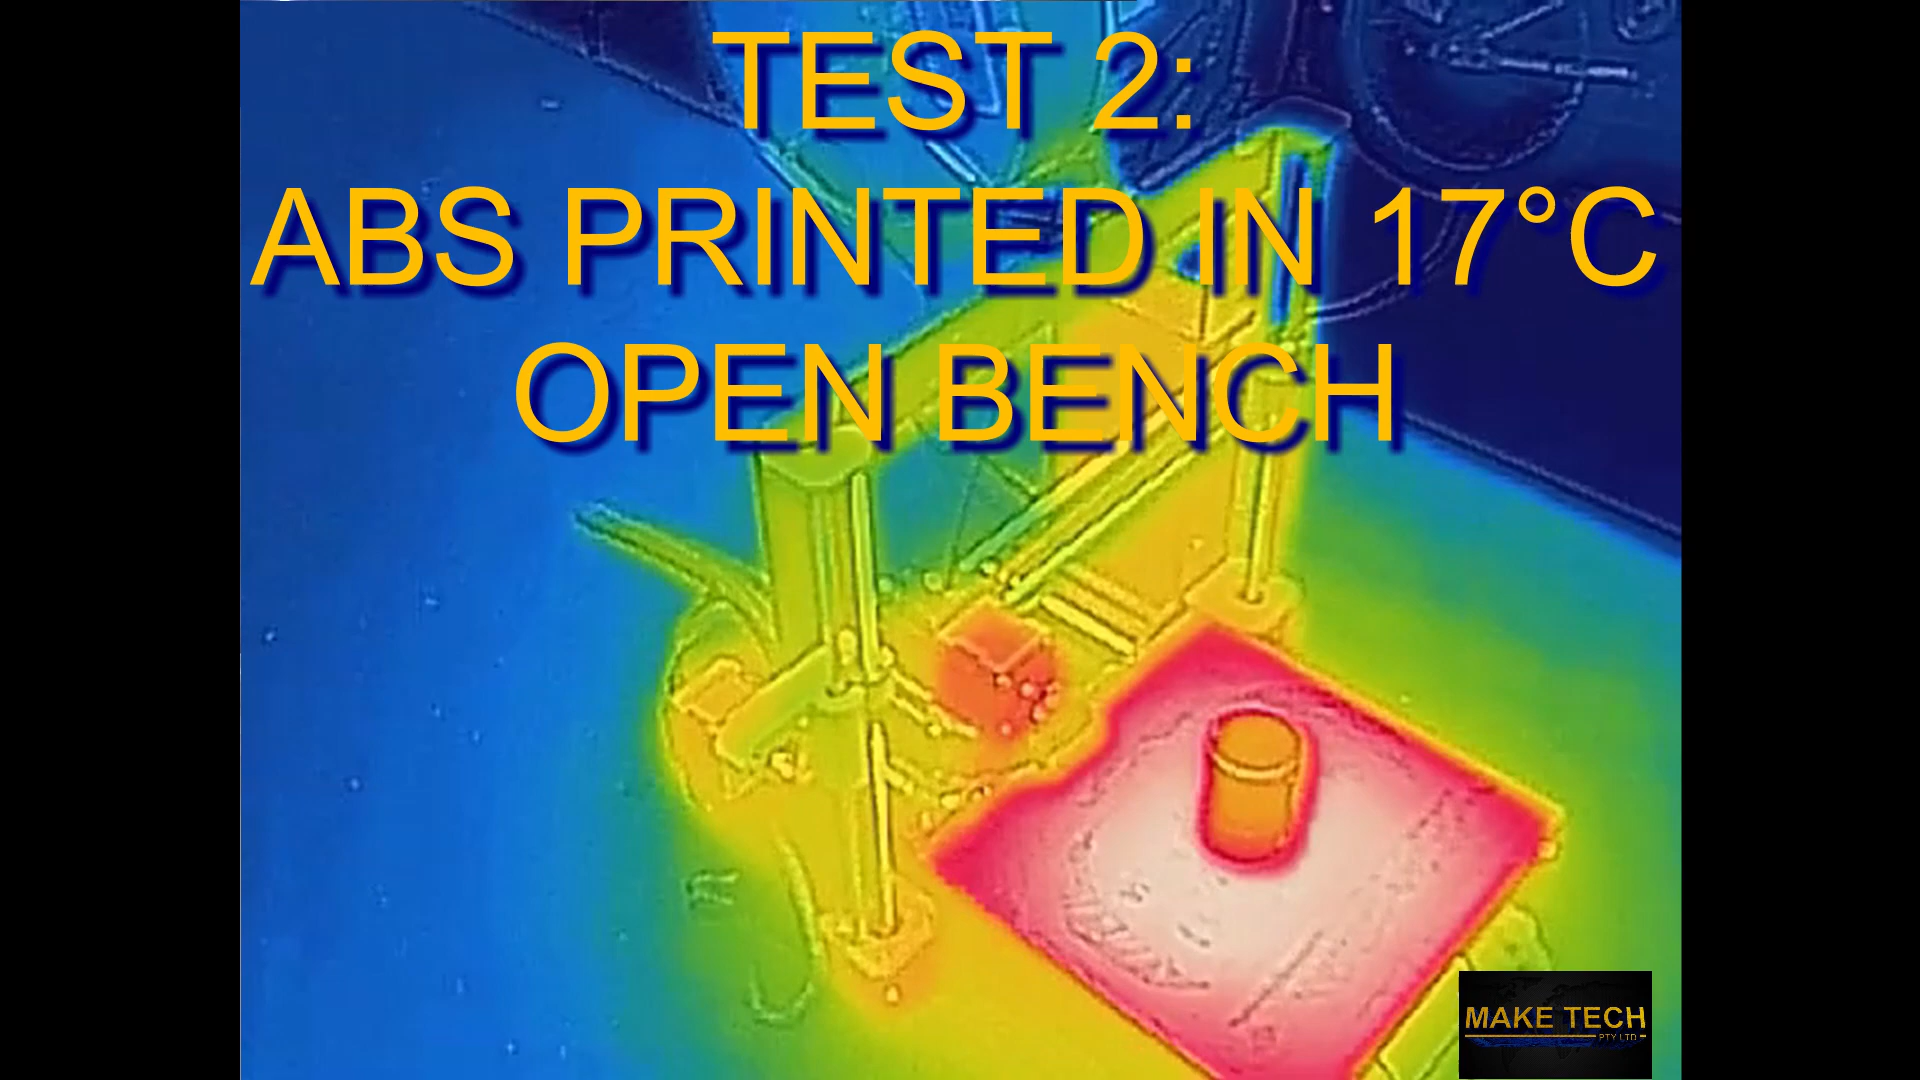 TEST 2:
ABS PRINTED IN 17°C
OPEN BENCH
MAKE TECH
PTY LTD